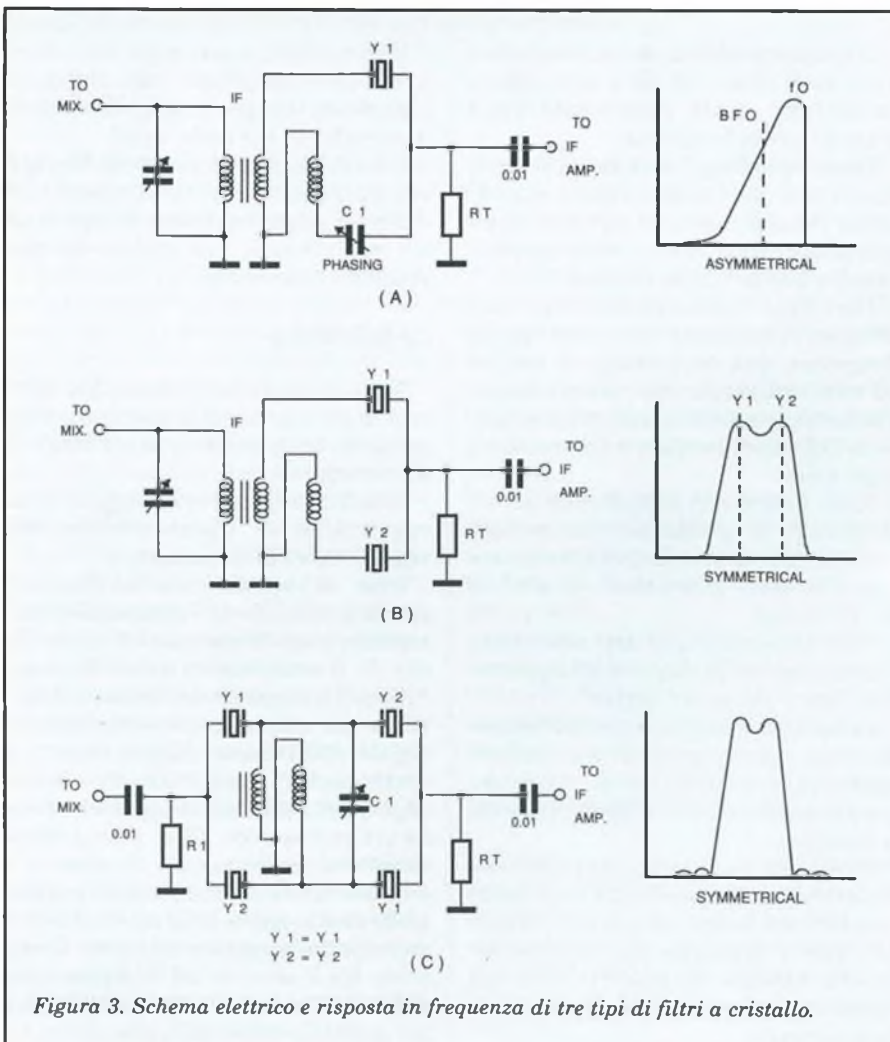 Y 1
TO
MIX.
IF
TO
IF
AMP.
0.01
R T
C 1
PHASING
(A)
BFO
fO
ASYMMETRICAL
Y 1
TO
MIX.
IF
TO
IF
AMP.
0.01
R T
Y 2
(B)
Y 1
Y 2
SYMMETRICAL
Y 1
Y 2
TO
MIX.
0.01
R 1
C 1
TO
IF
AMP.
0.01
R T
Y 2
Y 1
Y 1 = Y 1
Y 2 = Y 2
(C)
SYMMETRICAL
Figura 3. Schema elettrico e risposta in frequenza di tre tipi di filtri a cristallo.